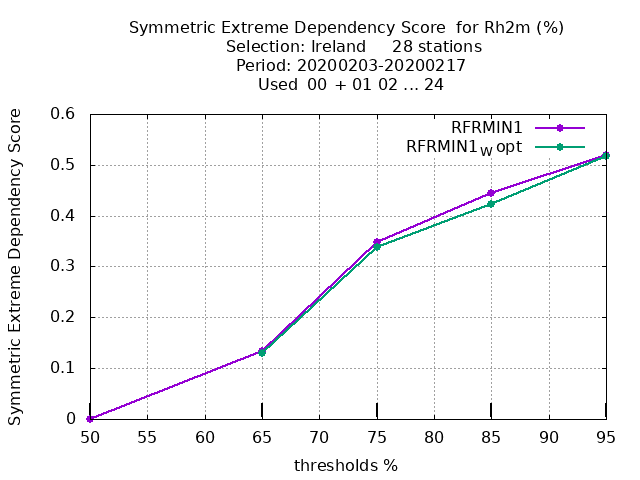 Symmetric Extreme Dependency Score for Rh2m (%)
Selection: Ireland 28 stations
Period: 20200203-20200217
Used 00 + 01 02 ... 24
Symmetric Extreme Dependency Score
0.6
0.5
0.4
0.3
0.2
0.1
0
RFRMIN1
RFRMIN1W opt
50 55 60 65 70 75 80 85 90 95
thresholds %